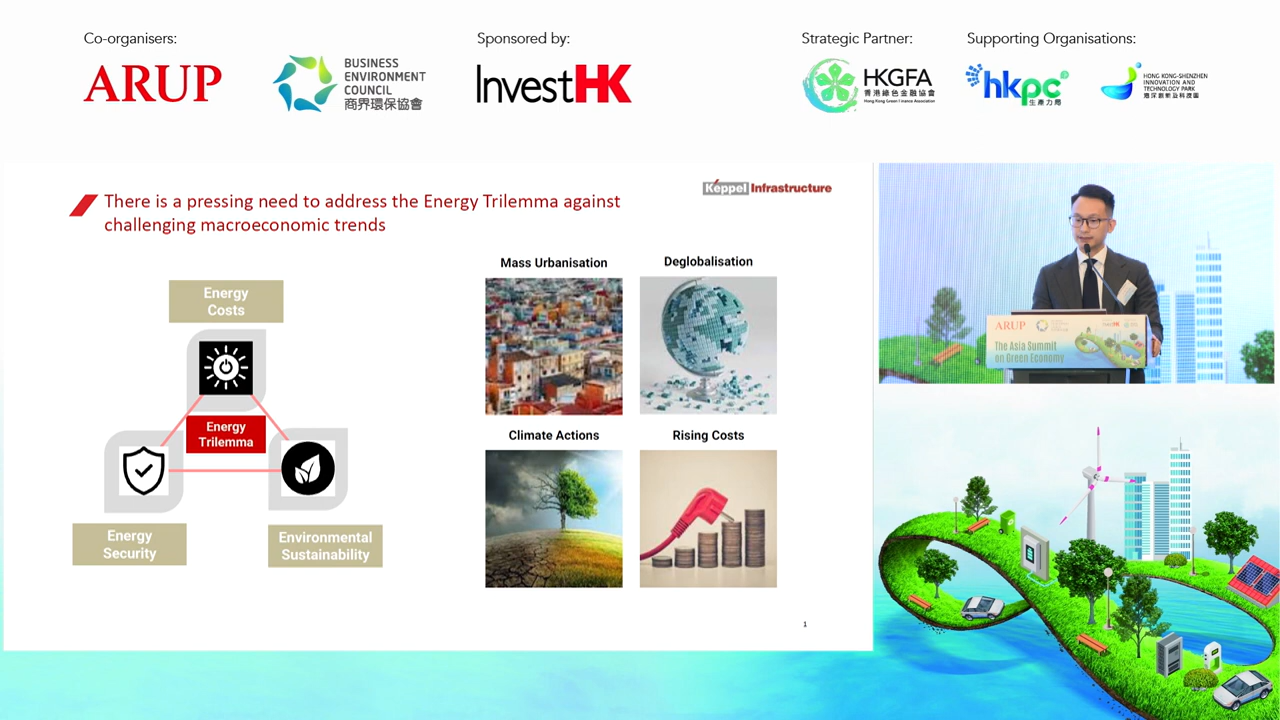 Co-organisers:
Sponsored by:
Strategic Partner:
Supporting Organisations:
ARUP
BUSINESS
ENVIRONMENT
COUNCIL
商界環保協會
InvestHK
HKGFA
香港綠色金融協會
Hong Kong Green Finance Association
hkpc
生產力局
HONG KONG-SHENZHEN
INNOVATION AND
TECHNOLOGY PARK
港深創新及科技園
There is a pressing need to address the Energy Trilemma against
challenging macroeconomic trends
Keppel Infrastructure
Energy
Costs
Energy
Trilemma
Energy
Security
Environmental
Sustainability
Mass Urbanisation
Deglobalisation
Climate Actions
Rising Costs
1
ARUP
The Asia Summit
on Green Economy